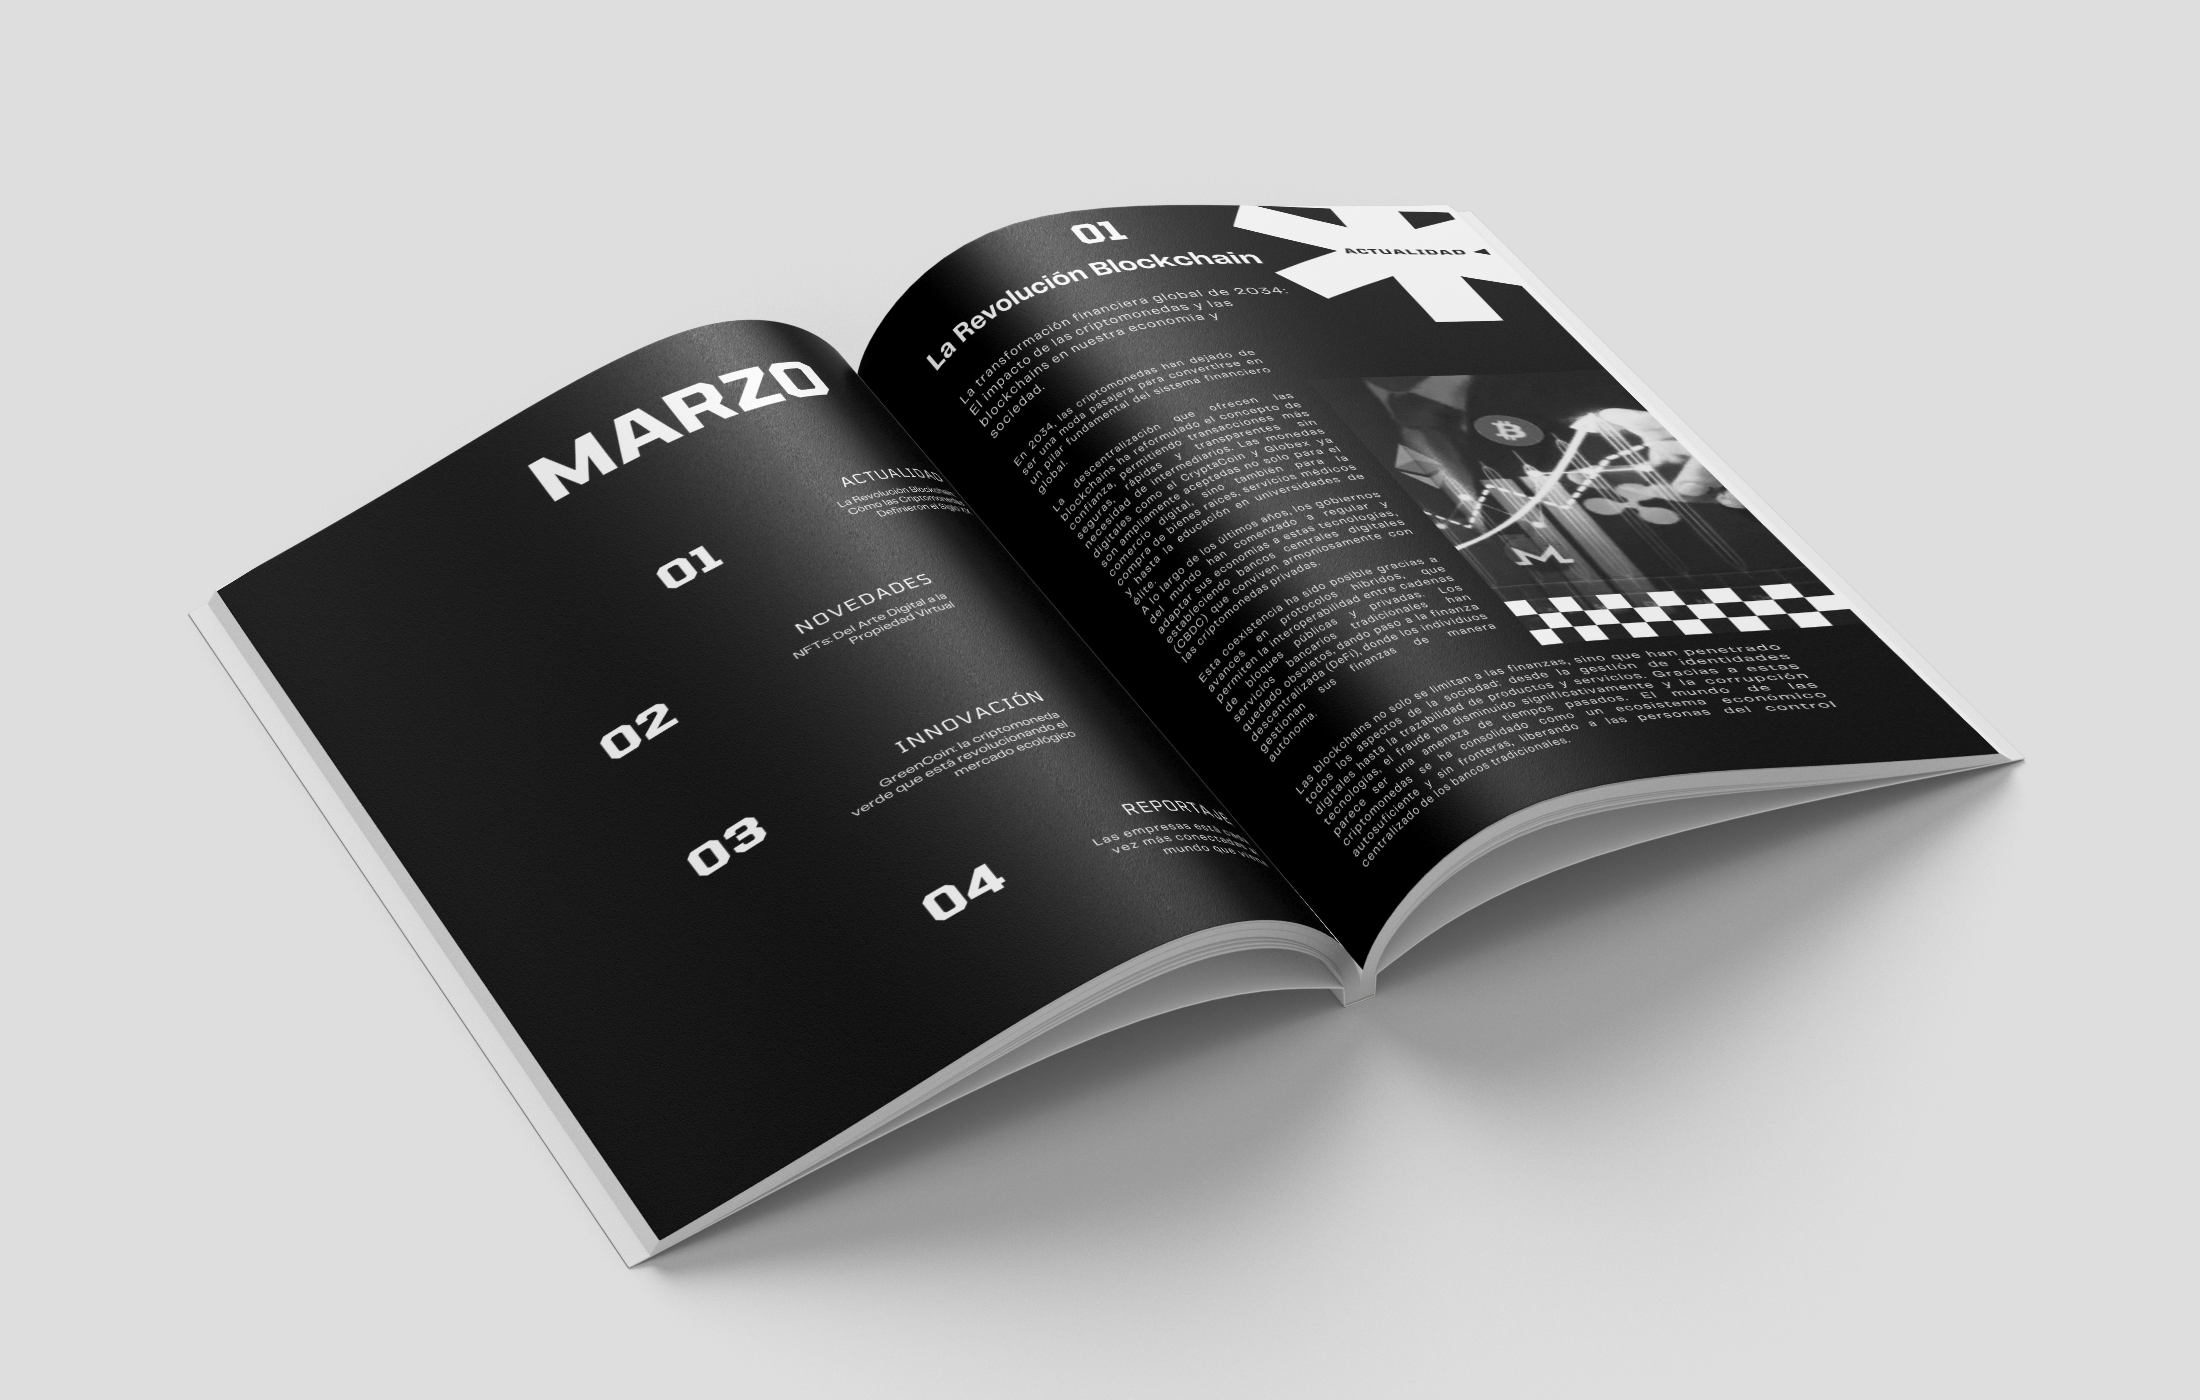 MARZO
01
ACTUALIDAD
La Revolución
Cómo las
Definieron el Siglo
02
NOVEDADES
NFTs: Del Arte Digital a la
Propiedad Virtual
03
INNOVACIÓN
GreenCoin: la criptomoneda
verde que está revolucionando el
mercado ecológico
04
REPORTAJE
Las empresas está
vez más conectadas
mundo que
01
La Revolución Blockchain
La transformación financiera global de 2034:
El impacto de las criptomonedas y las
blockchains en nuestra economía y
sociedad.
En 2034, las criptomonedas han dejado de
ser una moda pasajera para convertirse en
un pilar fundamental del sistema financiero
global.
La descentralización que ofrecen las
blockchains ha reformulado el concepto de
confianza, permitiendo transacciones más
seguras, rápidas y transparentes sin
necesidad de intermediarios. Las monedas
digitales como el CryptaCoin y Globex ya
son ampliamente aceptadas no solo para el
comercio digital, sino también para la
compra de bienes raíces, servicios médicos
y hasta la educación en universidades de
élite.
A lo largo de los últimos años, los gobiernos
del mundo han comenzado a regular y
adaptar sus economías a estas tecnologías,
estableciendo bancos centrales digitales
(CBDC) que conviven armoniosamente con
las criptomonedas privadas.
Esta coexistencia ha sido posible gracias a
avances en protocolos híbridos, que
permiten la interoperabilidad entre cadenas
de bloques públicas y privadas. Los
servicios bancarios tradicionales han
quedado obsoletos, dando paso a la finanza
descentralizada (DeFi), donde los individuos
gestionan sus finanzas de manera
autónoma.
Las blockchains no solo se limitan a las finanzas, sino que han penetrado
todos los aspectos de la sociedad: desde la gestión de identidades
digitales hasta la trazabilidad de productos y servicios. Gracias a estas
tecnologías, el fraude ha disminuido significativamente y la corrupción
parece ser una amenaza de tiempos pasados. El mundo de las
criptomonedas se ha consolidado como un ecosistema económico
autosuficiente y sin fronteras, liberando a las personas del control
centralizado de los bancos tradicionales.
ACTUALIDAD